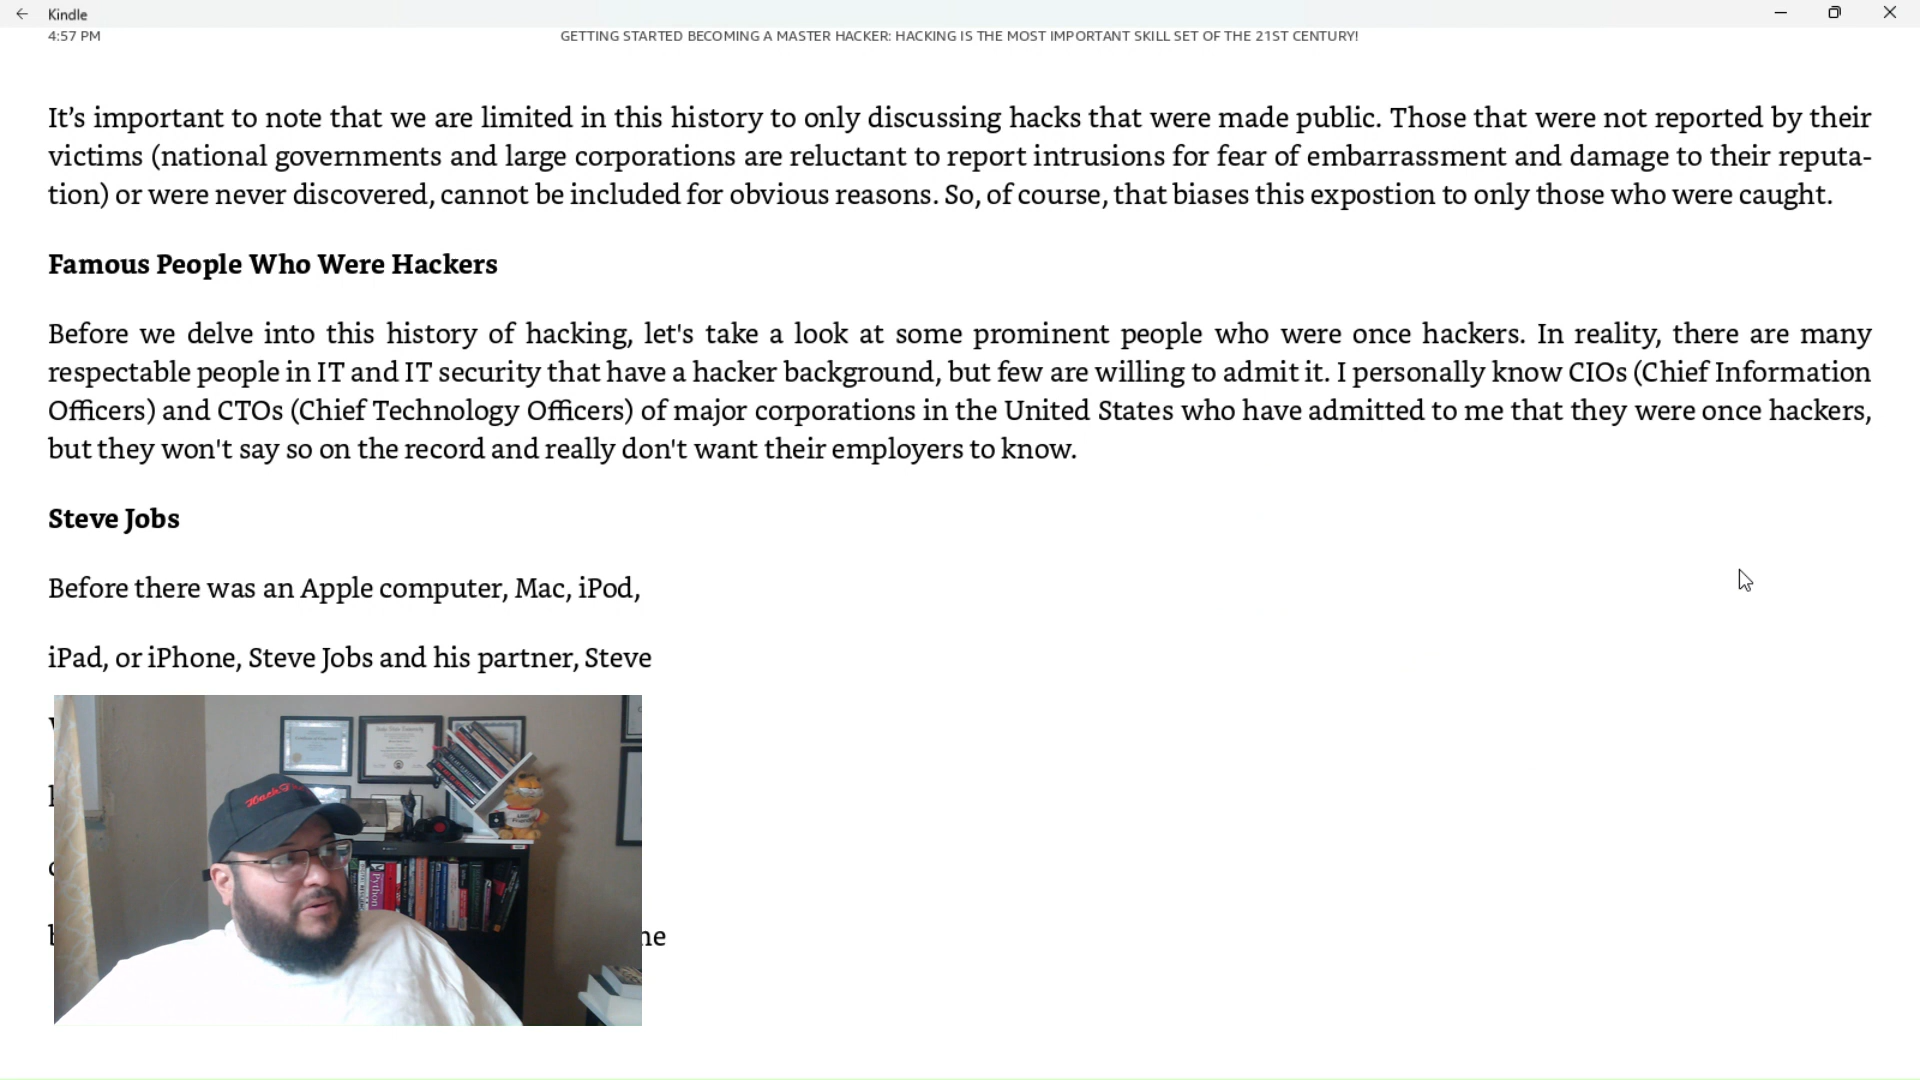 Kindle
4:57 PM
GETTING STARTED BECOMING A MASTER HACKER: HACKING IS THE MOST IMPORTANT SKILL SET OF THE 21ST CENTURY!
It’s important to note that we are limited in this history to only discussing hacks that were made public. Those that were not reported by their
victims (national governments and large corporations are reluctant to report intrusions for fear of embarrassment and damage to their reputa-
tion) or were never discovered, cannot be included for obvious reasons. So, of course, that biases this expostion to only those who were caught.
Famous People Who Were Hackers
Before we delve into this history of hacking, let's take a look at some prominent people who were once hackers. In reality, there are many
respectable people in IT and IT security that have a hacker background, but few are willing to admit it. I personally know CIOs (Chief Information
Officers) and CTOs (Chief Technology Officers) of major corporations in the United States who have admitted to me that they were once hackers,
but they won't say so on the record and really don't want their employers to know.
Steve Jobs
Before there was an Apple computer, Mac, iPod,
iPad, or iPhone, Steve Jobs and his partner, Steve
Python